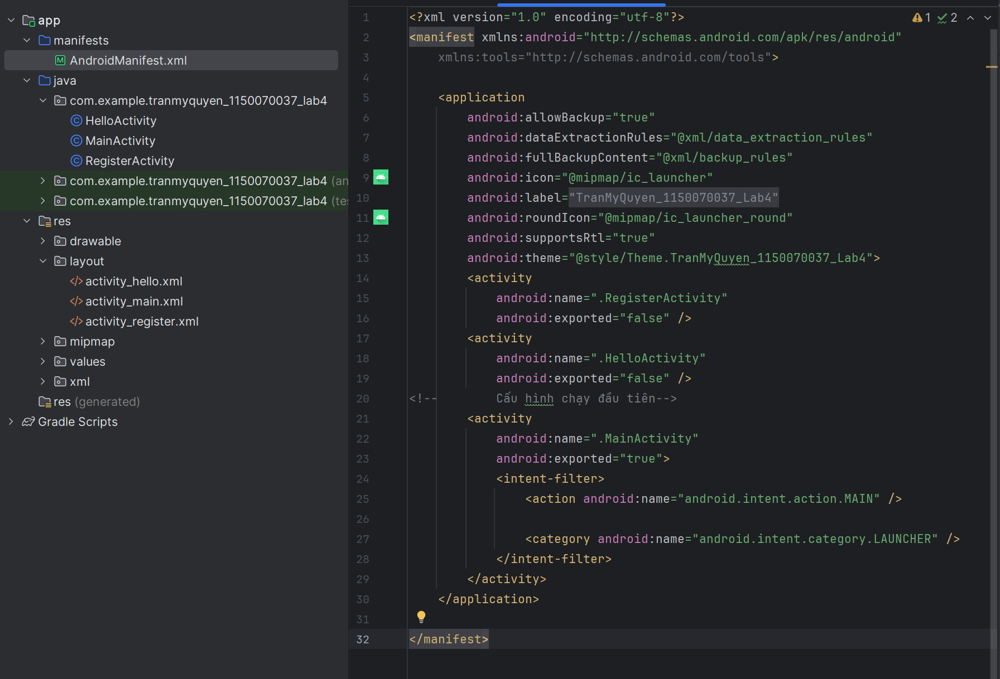 app
manifests
AndroidManifest.xml
java
com.example.tranmyquyen_1150070037_lab4
HelloActivity
MainActivity
RegisterActivity
com.example.tranmyquyen_1150070037_lab4 (an
com.example.tranmyquyen_1150070037_lab4 (tes
res
drawable
layout
activity_hello.xml
activity_main.xml
activity_register.xml
mipmap
values
xml
res (generated)
Gradle Scripts
1 <?xml version="1.0" encoding="utf-8"?>
1 2
2 <manifest xmlns:android="http://schemas.android.com/apk/res/android"
3 xmlns:tools="http://schemas.android.com/tools">
4
5 <application
6 android:allowBackup="true"
7 android:dataExtractionRules="@xml/data_extraction_rules"
8 android:fullBackupContent="@xml/backup_rules"
9 android:icon="@mipmap/ic_launcher"
10 android:label="TranMyQuyen_1150070037_Lab4"
11 android:roundIcon="@mipmap/ic_launcher_round"
12 android:supportsRtl="true"
13 android:theme="@style/Theme.TranMyQuyen_1150070037_Lab4">
14 <activity
15 android:name=".RegisterActivity"
16 android:exported="false" />
17 <activity
18 android:name=".HelloActivity"
19 android:exported="false" />
20 <!-- Cấu hình chạy đầu tiên-->
21 <activity
22 android:name=".MainActivity"
23 android:exported="true">
24 <intent-filter>
25 <action android:name="android.intent.action.MAIN" />
26
27 <category android:name="android.intent.category.LAUNCHER" />
28 </intent-filter>
29 </activity>
30 </application>
31
32 </manifest>